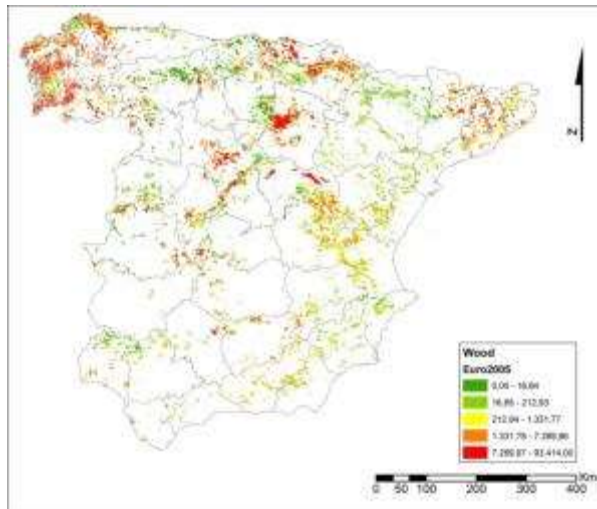 N
Wood
Euro2005
0,00 - 16,84
16,85 - 212,93
212,94 - 1.331,77
1.331,78 - 7.289,86
7.289,87 - 93.414,00
Km
0 50 100 200 300 400